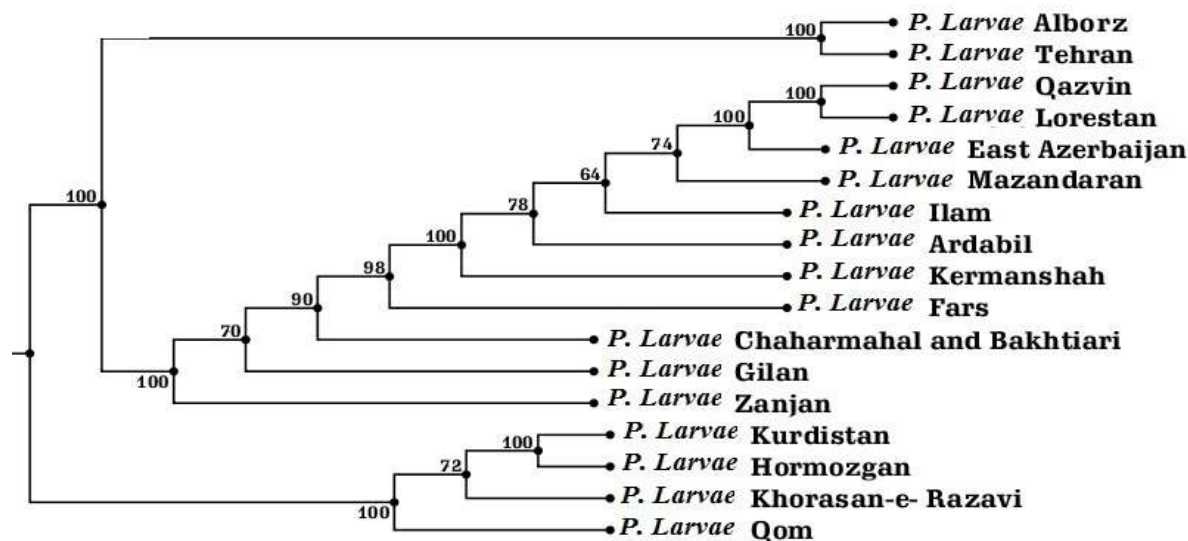 100 P. Larvae Alborz
P. Larvae Tehran
100 P. Larvae Qazvin
100 P. Larvae Lorestan
74 P. Larvae East Azerbaijan
64 P. Larvae Mazandaran
100 78 P. Larvae Ilam
100 P. Larvae Ardabil
98 P. Larvae Kermanshah
90 P. Larvae Fars
70 P. Larvae Chaharmahal and Bakhtiari
100 P. Larvae Gilan
P. Larvae Zanjan
100 P. Larvae Kurdistan
72 P. Larvae Hormozgan
P. Larvae Khorasan-e- Razavi
100 P. Larvae Qom